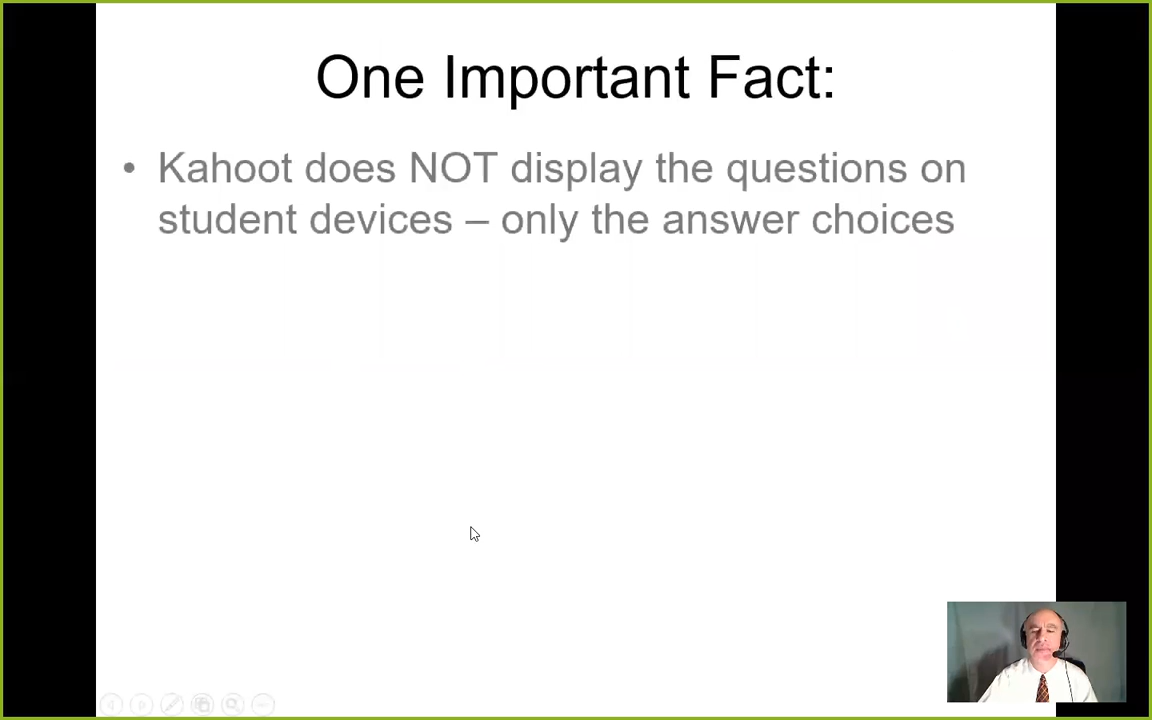 One Important Fact:
• Kahoot does NOT display the questions on
student devices – only the answer choices